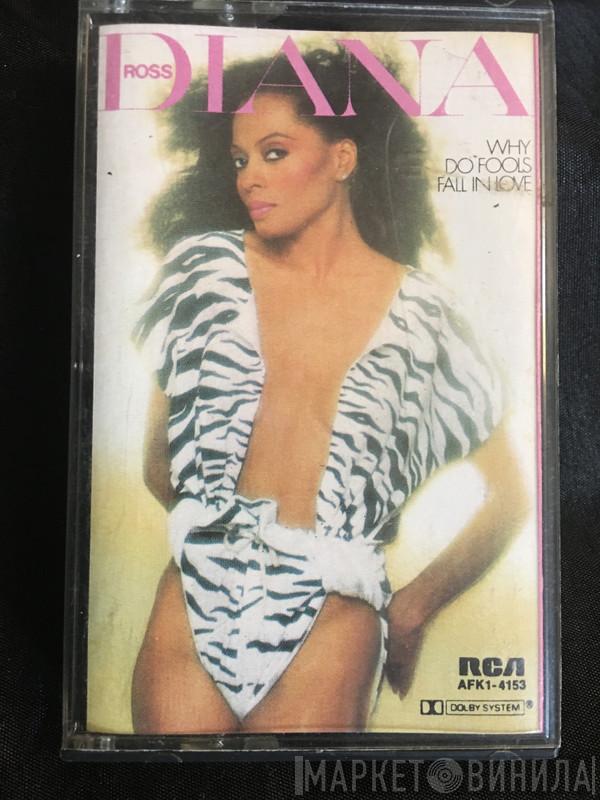 DIANA
ROSS
WHY
DO FOOLS
FALL IN LOVE
RCA
AFK1-4153
DOLBY SYSTEM®
МАРКЕТ ВИНИЛА